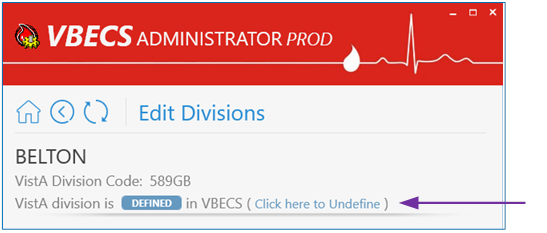 VBECS ADMINISTRATOR PROD
Edit Divisions
BELTON
VistA Division Code: 589GB
VistA division is DEFINED in VBECS ( Click here to Undefine )